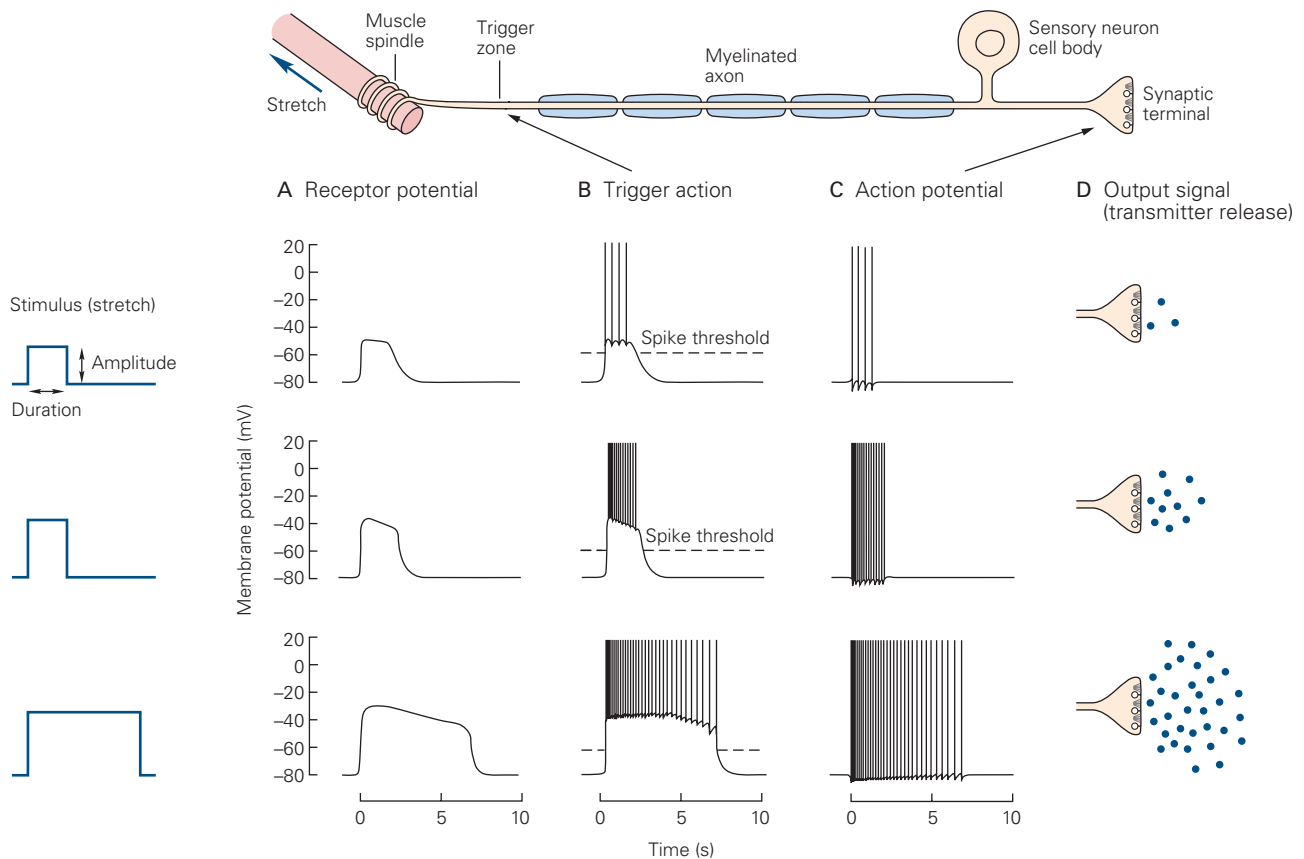 Muscle
spindle
Trigger
zone
Myelinated
axon
Sensory neuron
cell body
Stretch
Synaptic
terminal
A Receptor potential
B Trigger action
C Action potential
D Output signal
(transmitter release)
Stimulus (stretch)
Amplitude
Duration
Membrane potential (mV)
20
0
−20
−40
−60
−80
Spike threshold
20
0
−20
−40
−60
−80
Spike threshold
20
0
−20
−40
−60
−80
0 5 10
0 5 10
0 5 10
Time (s)